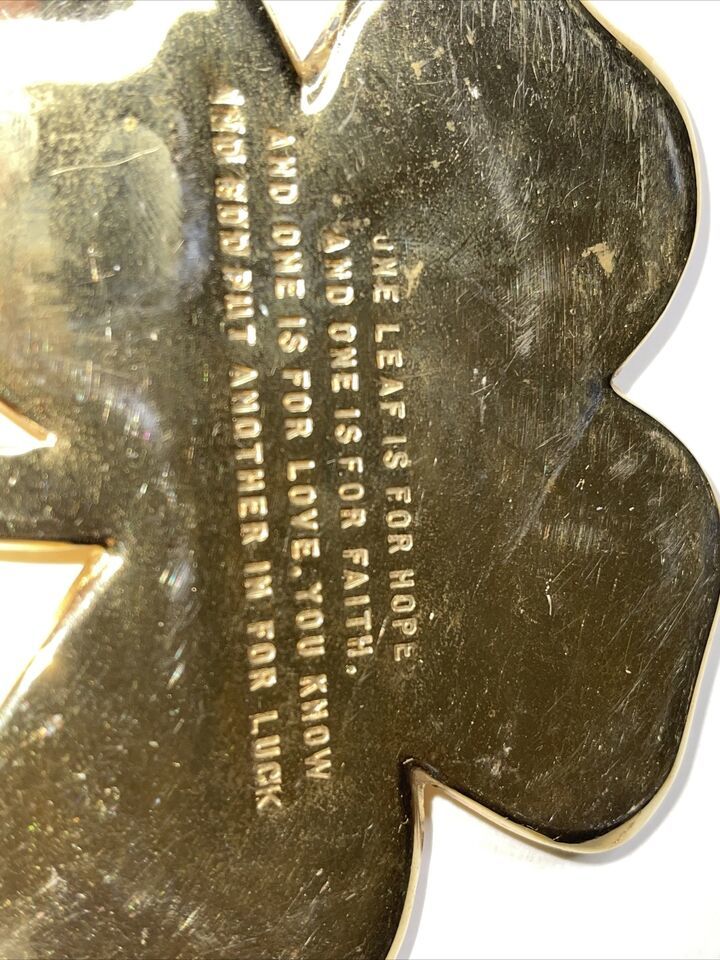 ONE LEAF IS FOR HOPE
AND ONE IS FOR FAITH,
AND ONE IS FOR LOVE, YOU KNOW
AND GOD PUT ANOTHER IN FOR LUCK